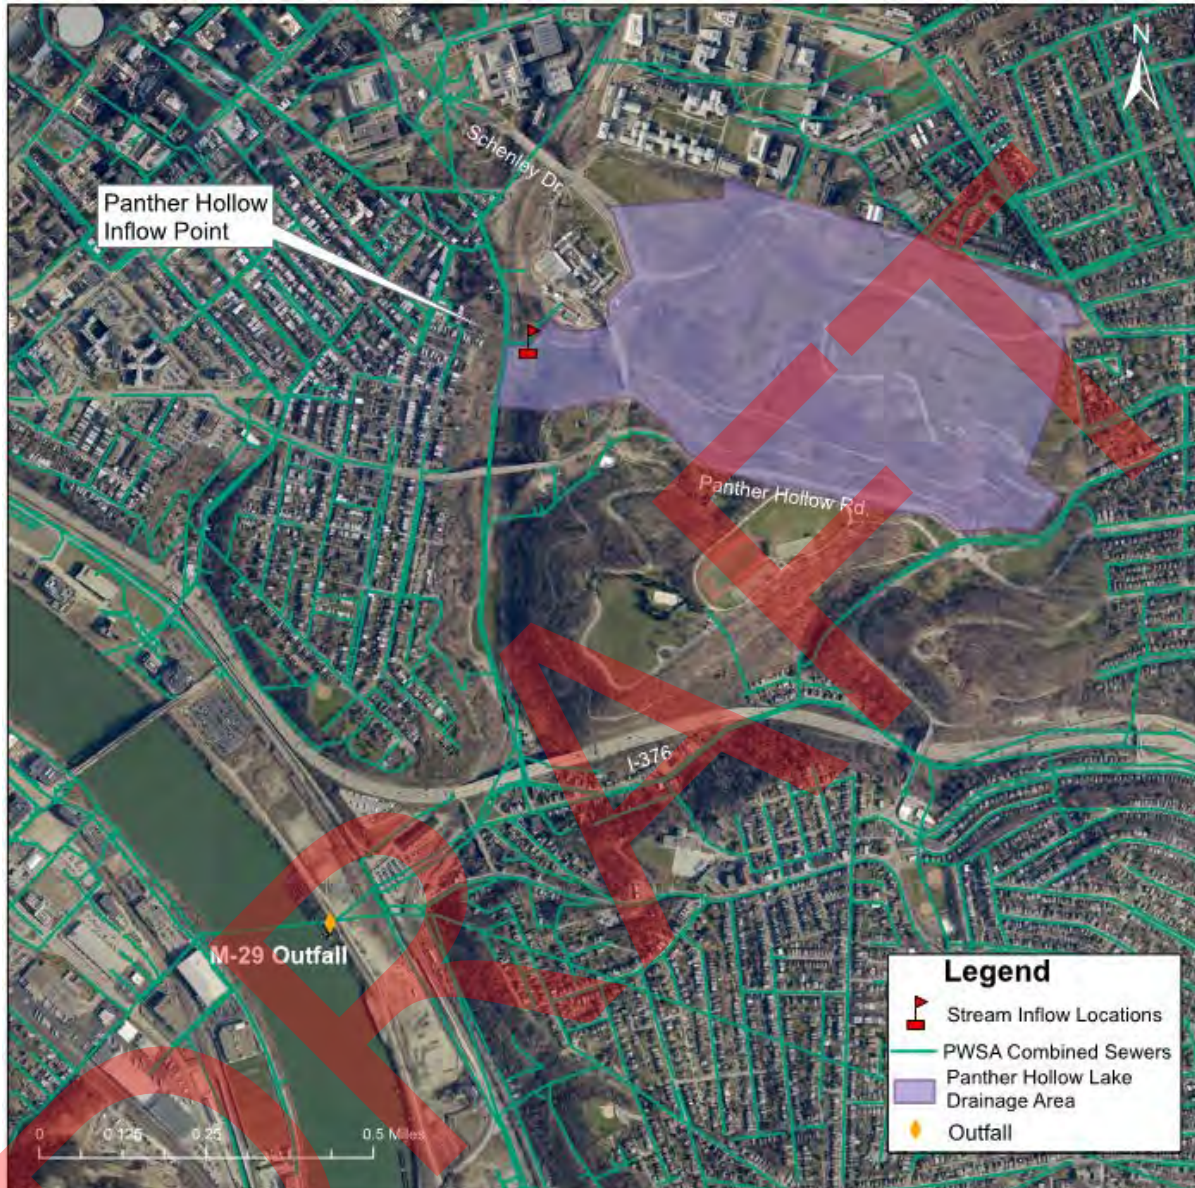 N
Schenley Dr.
Panther Hollow
Inflow Point
Panther Hollow Rd.
I-376
M-29 Outfall
Legend
Stream Inflow Locations
PWSA Combined Sewers
Panther Hollow Lake
Drainage Area
Outfall
0 0.125 0.25 0.5 Miles
DRAFT